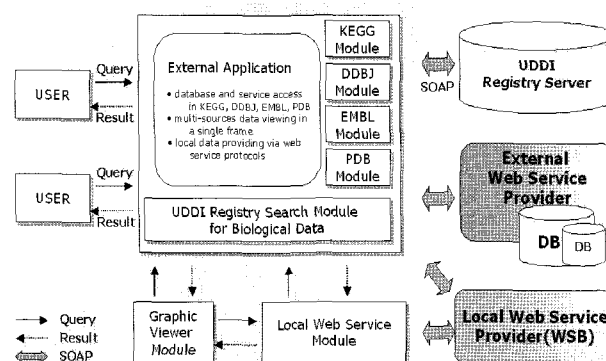 Query
USER
Result
Query
USER
Result
External Application
• database and service access
in KEGG, DDBJ, EMBL, PDB
• multi-sources data viewing in
a single frame.
• local data providing via web
service protocols
KEGG
Module
DDBJ
Module
EMBL
Module
PDB
Module
UDDI Registry Search Module
for Biological Data
SOAP
UDDI
Registry Server
External
Web Service
Provider
DB
DB
Graphic
Viewer
Module
Local Web Service
Module
Local Web Service
Provider(WSB)
Query
Result
SOAP